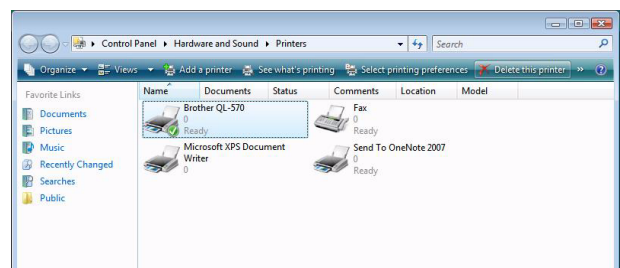 Control Panel ▸ Hardware and Sound ▸ Printers
Search
Organize Views Add a printer See what's printing Select printing preferences Delete this printer »
Favorite Links
Documents
Pictures
Music
Recently Changed
Searches
Public
Name Documents Status Comments Location Model
Brother QL-570
0
Ready
Fax
0
Ready
Microsoft XPS Document
Writer
0
Send To OneNote 2007
0
Ready